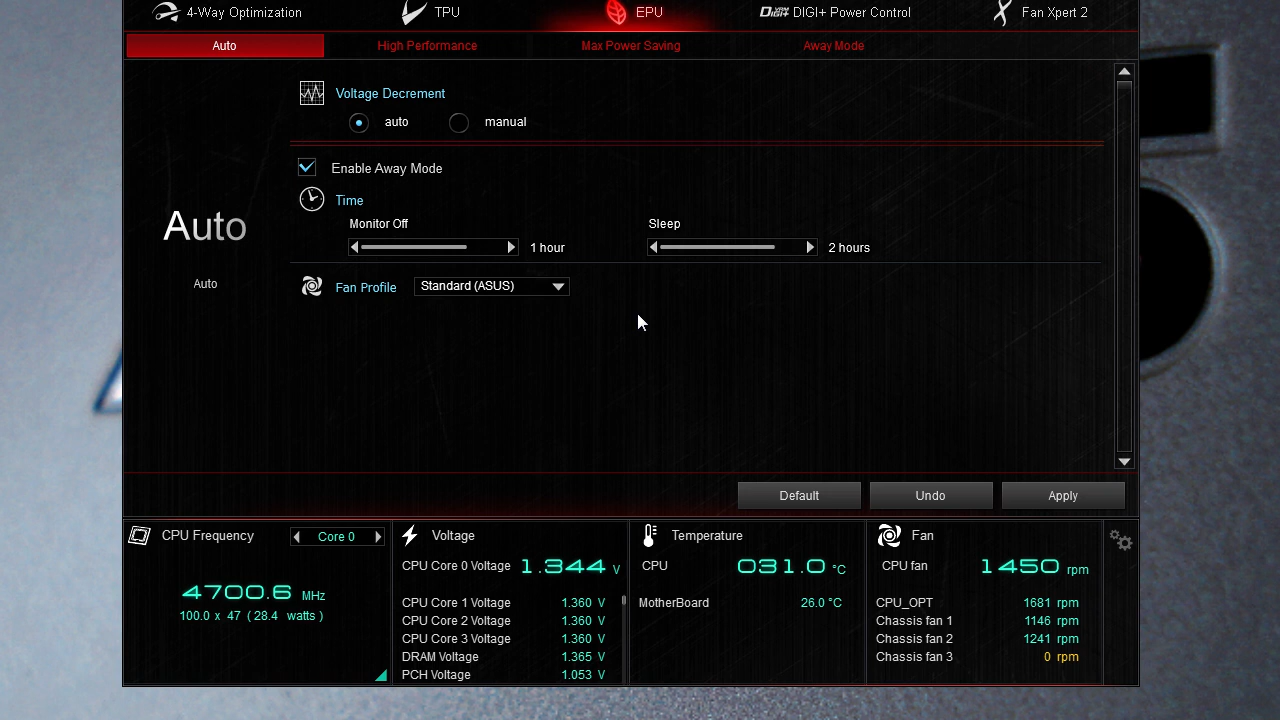 4-Way Optimization TPU EPU DIGI+ VRM DIGI+ Power Control Fan Xpert 2
Auto High Performance Max Power Saving Away Mode
Voltage Decrement
auto manual
Enable Away Mode
Time
Monitor Off Sleep
1 hour 2 hours
Auto
Auto
Fan Profile Standard (ASUS)
Default Undo Apply
CPU Frequency Core 0
4700.6 MHz
100.0 x 47 ( 28.4 watts )
Voltage
CPU Core 0 Voltage 1.344 V
CPU Core 1 Voltage 1.360 V
CPU Core 2 Voltage 1.360 V
CPU Core 3 Voltage 1.360 V
DRAM Voltage 1.365 V
PCH Voltage 1.053 V
Temperature
CPU 031.0 °C
MotherBoard 26.0 °C
Fan
CPU fan 1450 rpm
CPU_OPT 1681 rpm
Chassis fan 1 1146 rpm
Chassis fan 2 1241 rpm
Chassis fan 3 0 rpm